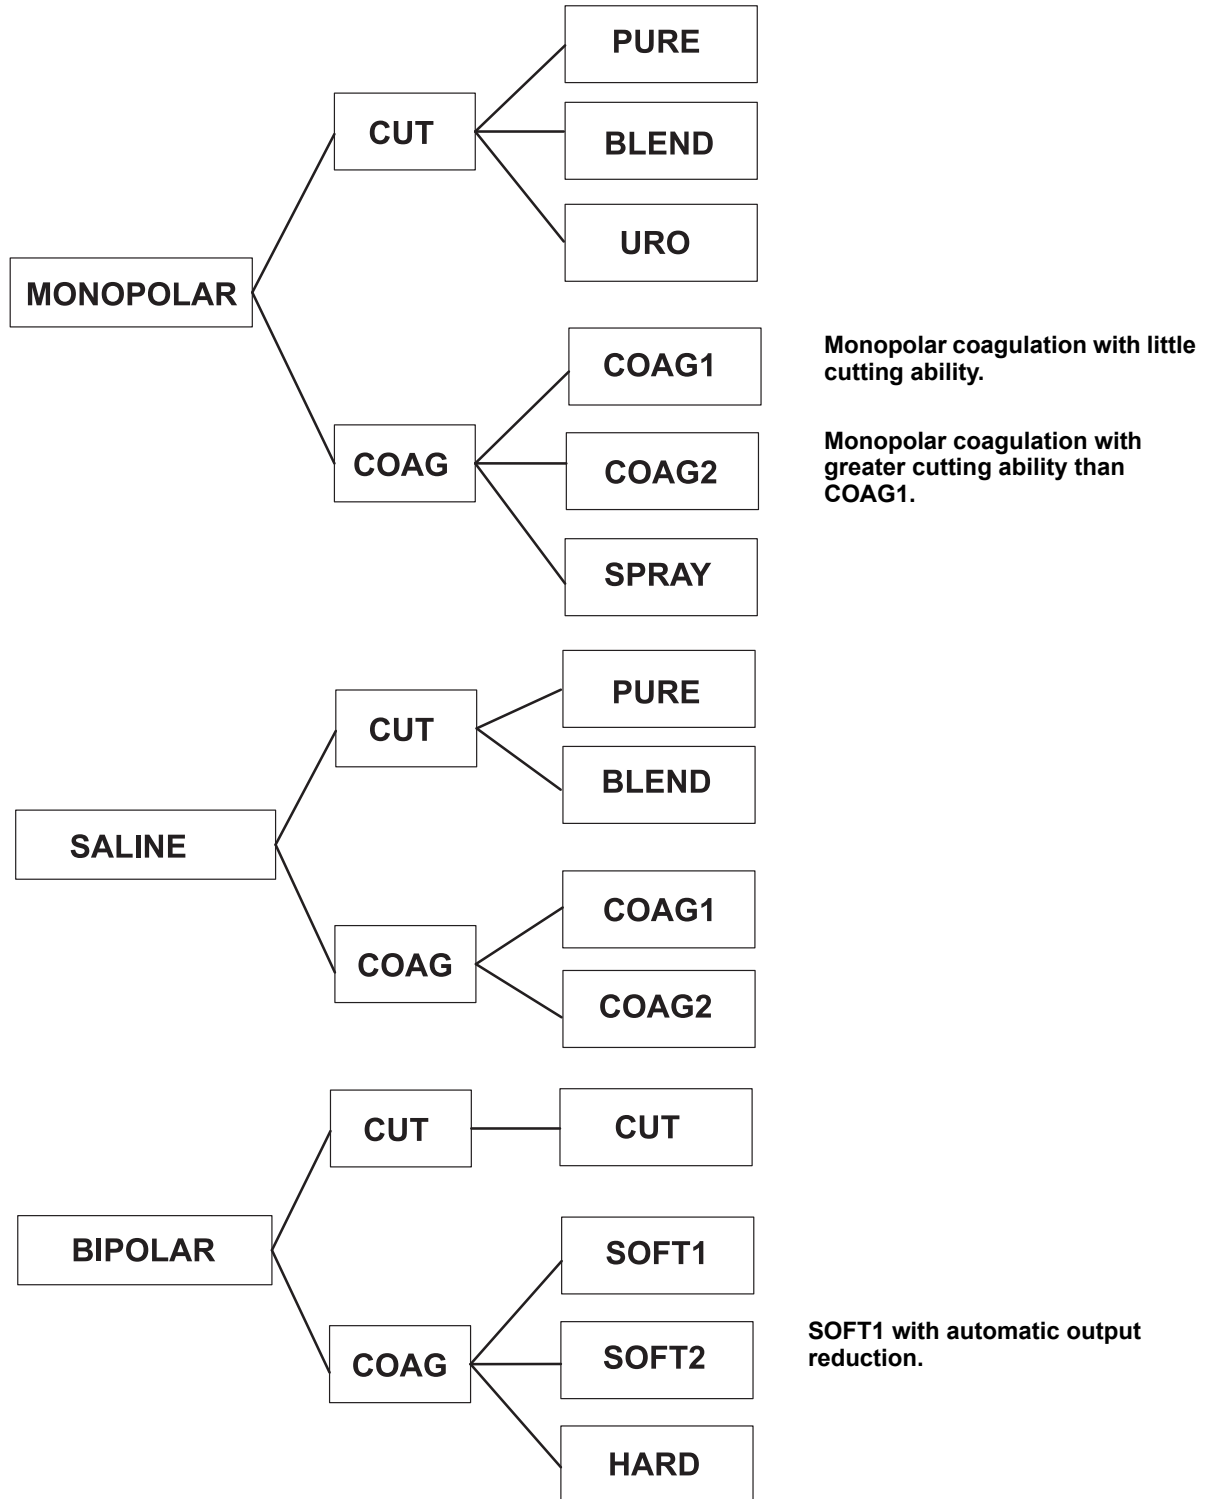 PURE
CUT
BLEND
URO
MONOPOLAR
COAG1
Monopolar coagulation with little
cutting ability.
COAG
COAG2
Monopolar coagulation with
greater cutting ability than
COAG1.
SPRAY
PURE
CUT
BLEND
SALINE
COAG1
COAG
COAG2
CUT
CUT
BIPOLAR
SOFT1
COAG
SOFT2
SOFT1 with automatic output
reduction.
HARD